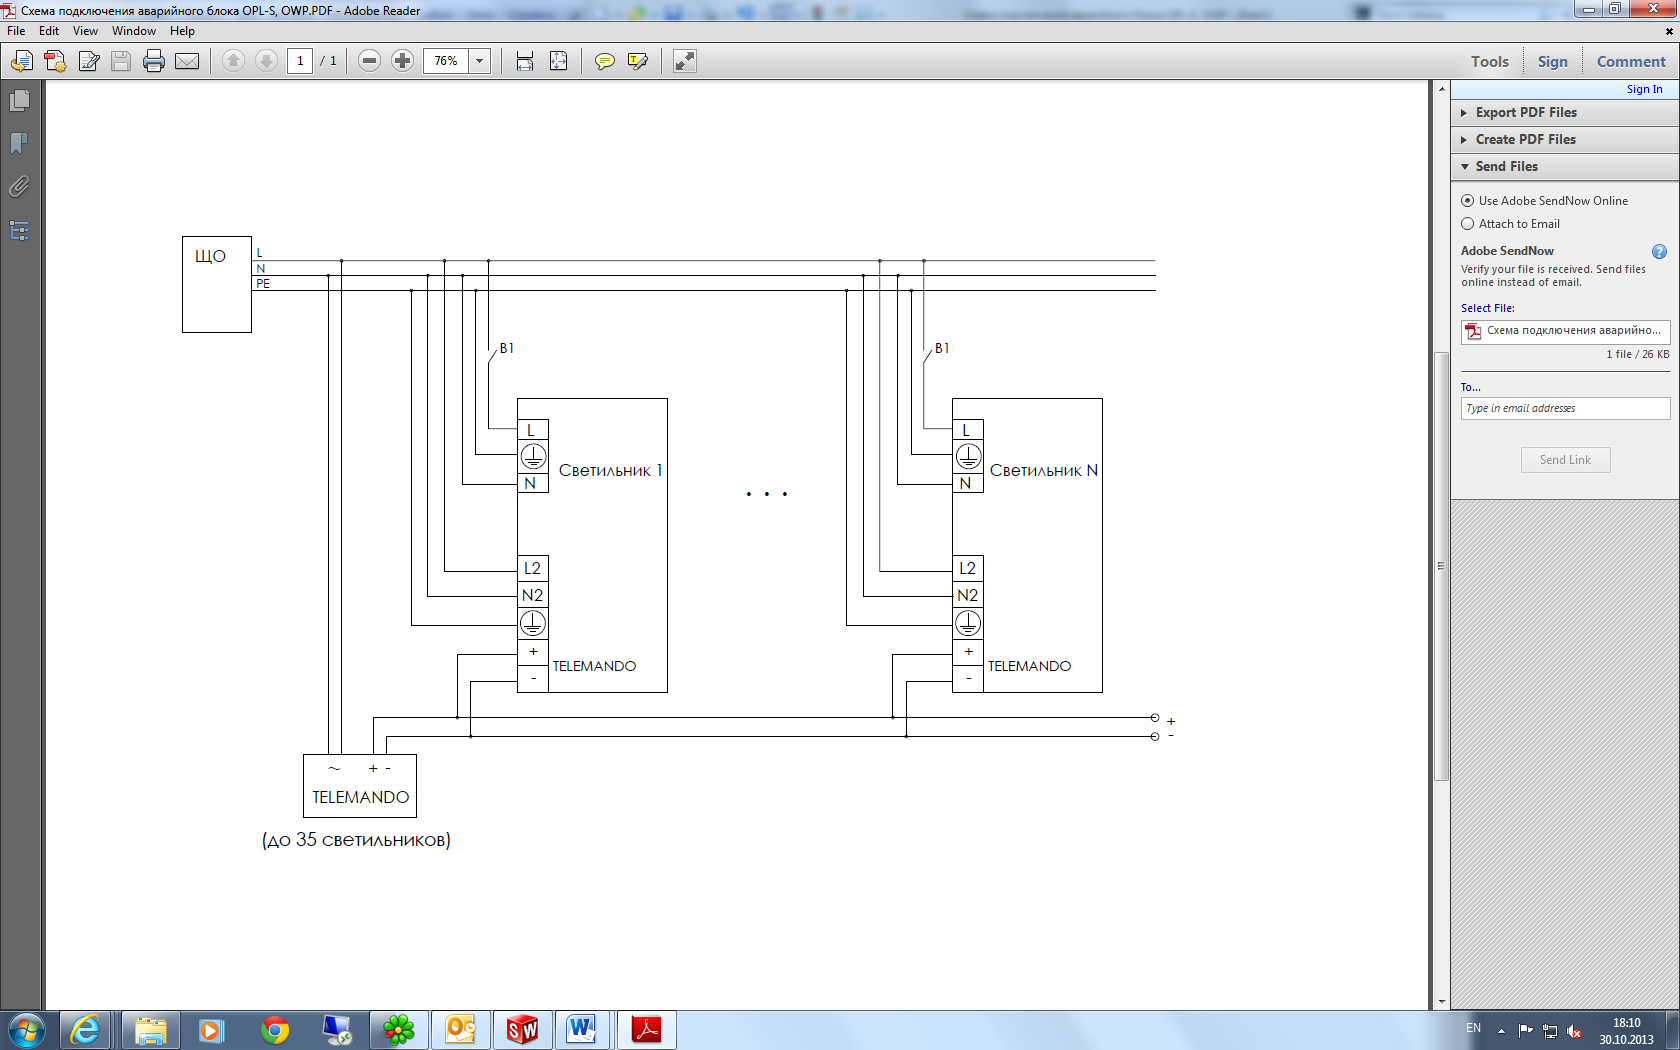 Схема подключения аварийного блока OPL-S, OWP.PDF - Adobe Reader
File Edit View Window Help
1 / 1 76% Tools Sign Comment
Sign In
Export PDF Files
Create PDF Files
Send Files
Use Adobe SendNow Online
Attach to Email
Adobe SendNow
Verify your file is received. Send files
online instead of email.
Select File:
Схема подключения аварийно...
1 file / 26 KB
To...
Type in email addresses
Send Link
ЩО
L
N
PE
B1
B1
L
N
Светильник 1
L2
N2
+
-
TELEMANDO
. . .
L
N
Светильник N
L2
N2
+
-
TELEMANDO
+
-
~ + -
TELEMANDO
(до 35 светильников)
EN
18:10
30.10.2013